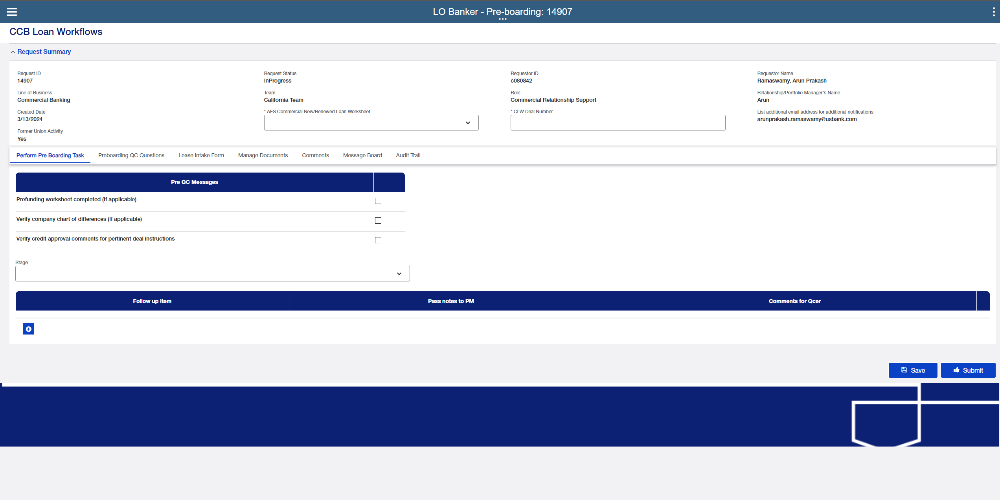 LO Banker - Pre-boarding: 14907
CCB Loan Workflows
Request Summary
Request ID
14907
Request Status
InProgress
Requestor ID
c080842
Requestor Name
Ramaswamy, Arun Prakash
Line of Business
Commercial Banking
Team
California Team
Role
Commercial Relationship Support
Relationship/Portfolio Manager's Name
Arun
Created Date
3/13/2024
* AFS Commercial New/Renewed Loan Worksheet
* CLW Deal Number
List additional email address for additional notifications
arunprakash.ramaswamy@usbank.com
Former Union Activity
Yes
Perform Pre Boarding Task Preboarding QC Questions Lease Intake Form Manage Documents Comments Message Board Audit Trail
Pre QC Messages
Prefunding worksheet completed (If applicable)
Verify company chart of differences (If applicable)
Verify credit approval comments for pertinent deal instructions
Stage
Follow up item Pass notes to PM Comments for Qcer
Save Submit